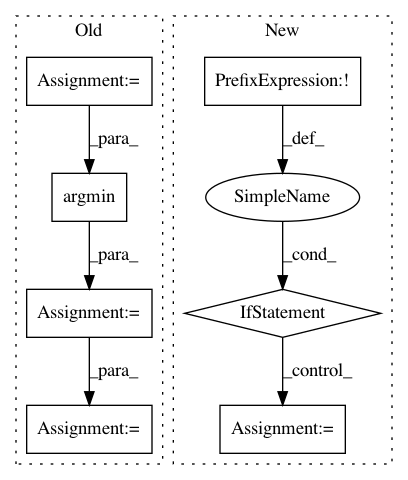 Old
Assignment:=
_para_
argmin
_para_
Assignment:=
_para_
Assignment:=
New
PrefixExpression:!
_def_
SimpleName
_cond_
IfStatement
_control_
Assignment:=